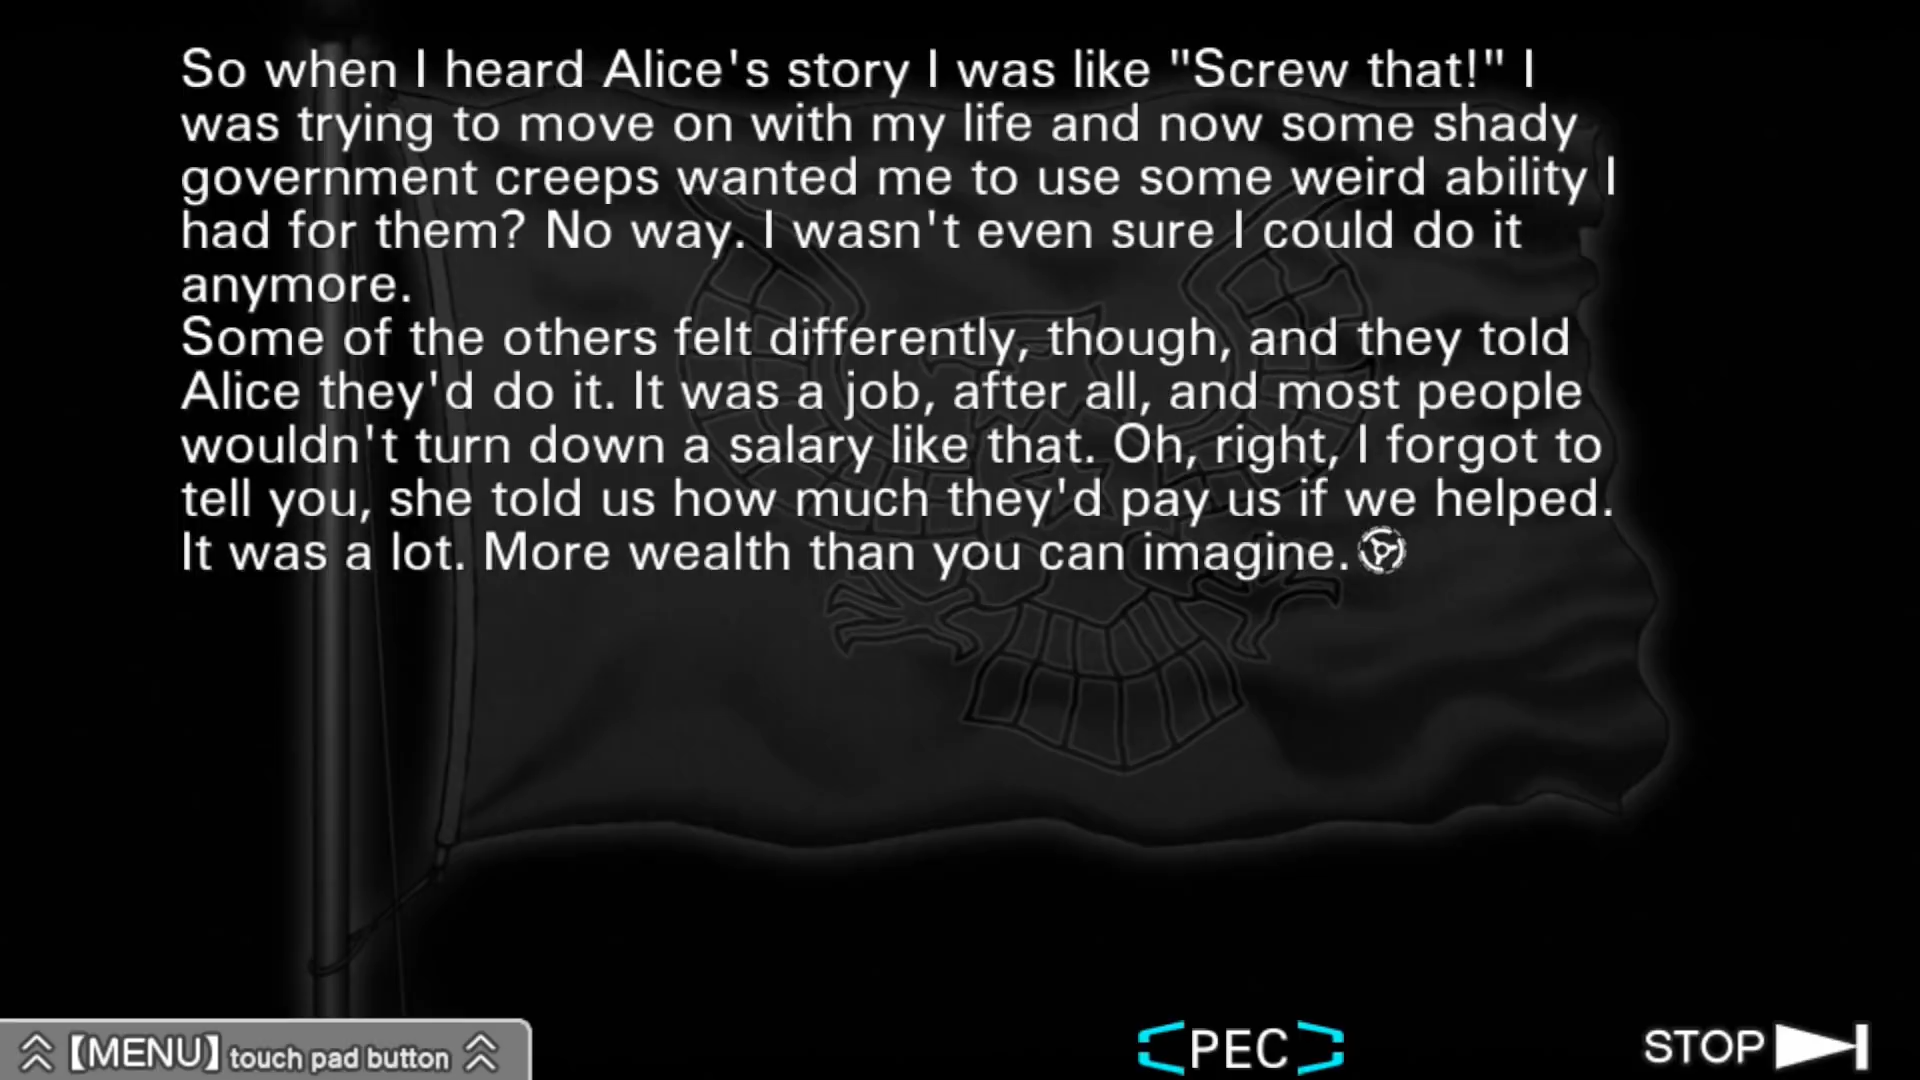 So when I heard Alice's story I was like "Screw that!" I
was trying to move on with my life and now some shady
government creeps wanted me to use some weird ability I
had for them? No way. I wasn't even sure I could do it
anymore.
Some of the others felt differently, though, and they told
Alice they'd do it. It was a job, after all, and most people
wouldn't turn down a salary like that. Oh, right, I forgot to
tell you, she told us how much they'd pay us if we helped.
It was a lot. More wealth than you can imagine.
【MENU】 touch pad button
PEC
STOP